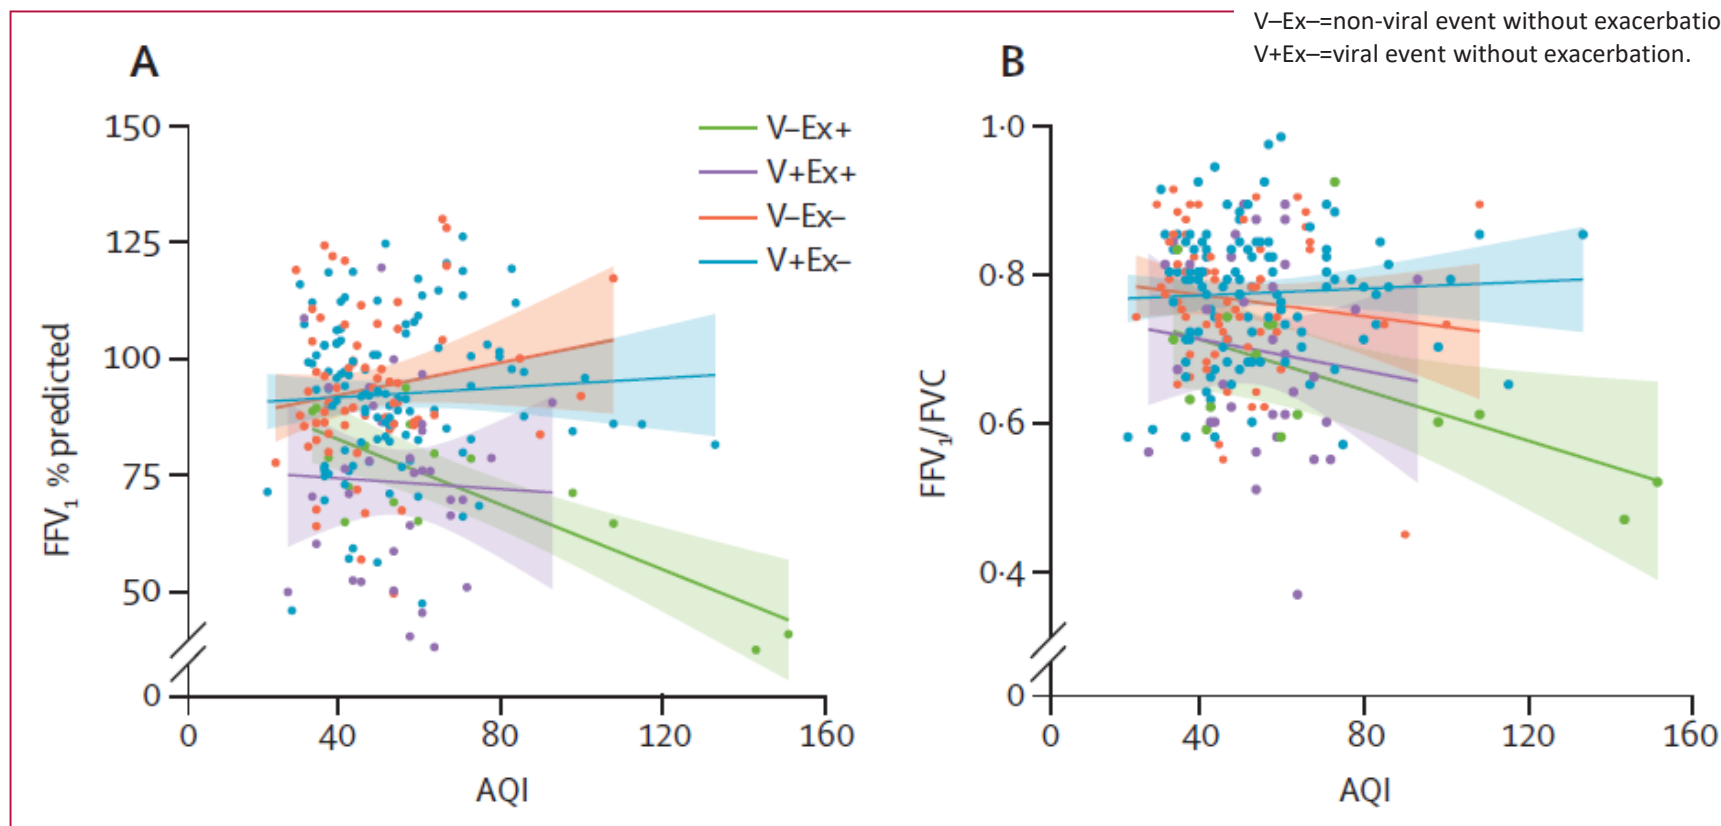 V–Ex–=non-viral event without exacerbatio
V+Ex–=viral event without exacerbation.
A
B
150
125
100
75
50
0
FFV1 % predicted
0
40
80
120
160
AQI
V–Ex+
V+Ex+
V–Ex–
V+Ex–
1·0
0·8
0·6
0·4
0
FFV1/FVC
0
40
80
120
160
AQI